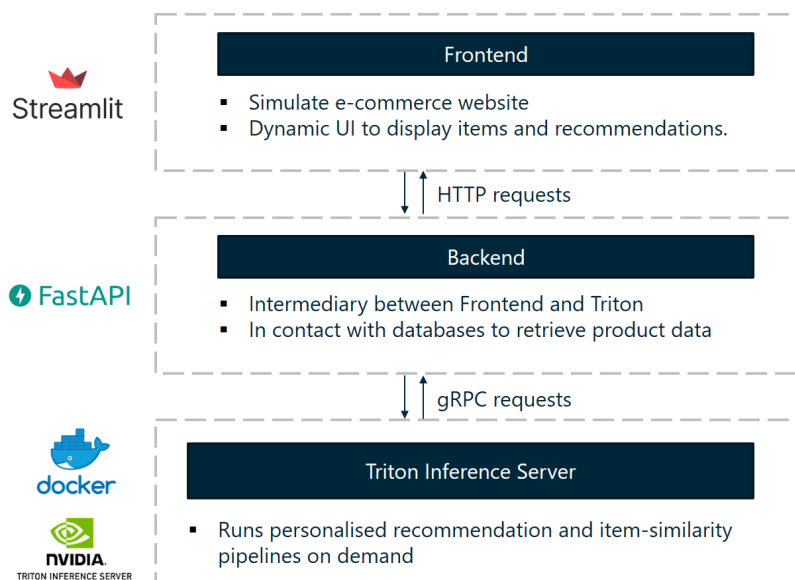 Frontend
Streamlit
▪ Simulate e-commerce website
▪ Dynamic UI to display items and recommendations.
HTTP requests
Backend
FastAPI
▪ Intermediary between Frontend and Triton
▪ In contact with databases to retrieve product data
gRPC requests
docker
Triton Inference Server
NVIDIA.
TRITON INFERENCE SERVER
▪ Runs personalised recommendation and item-similarity
pipelines on demand